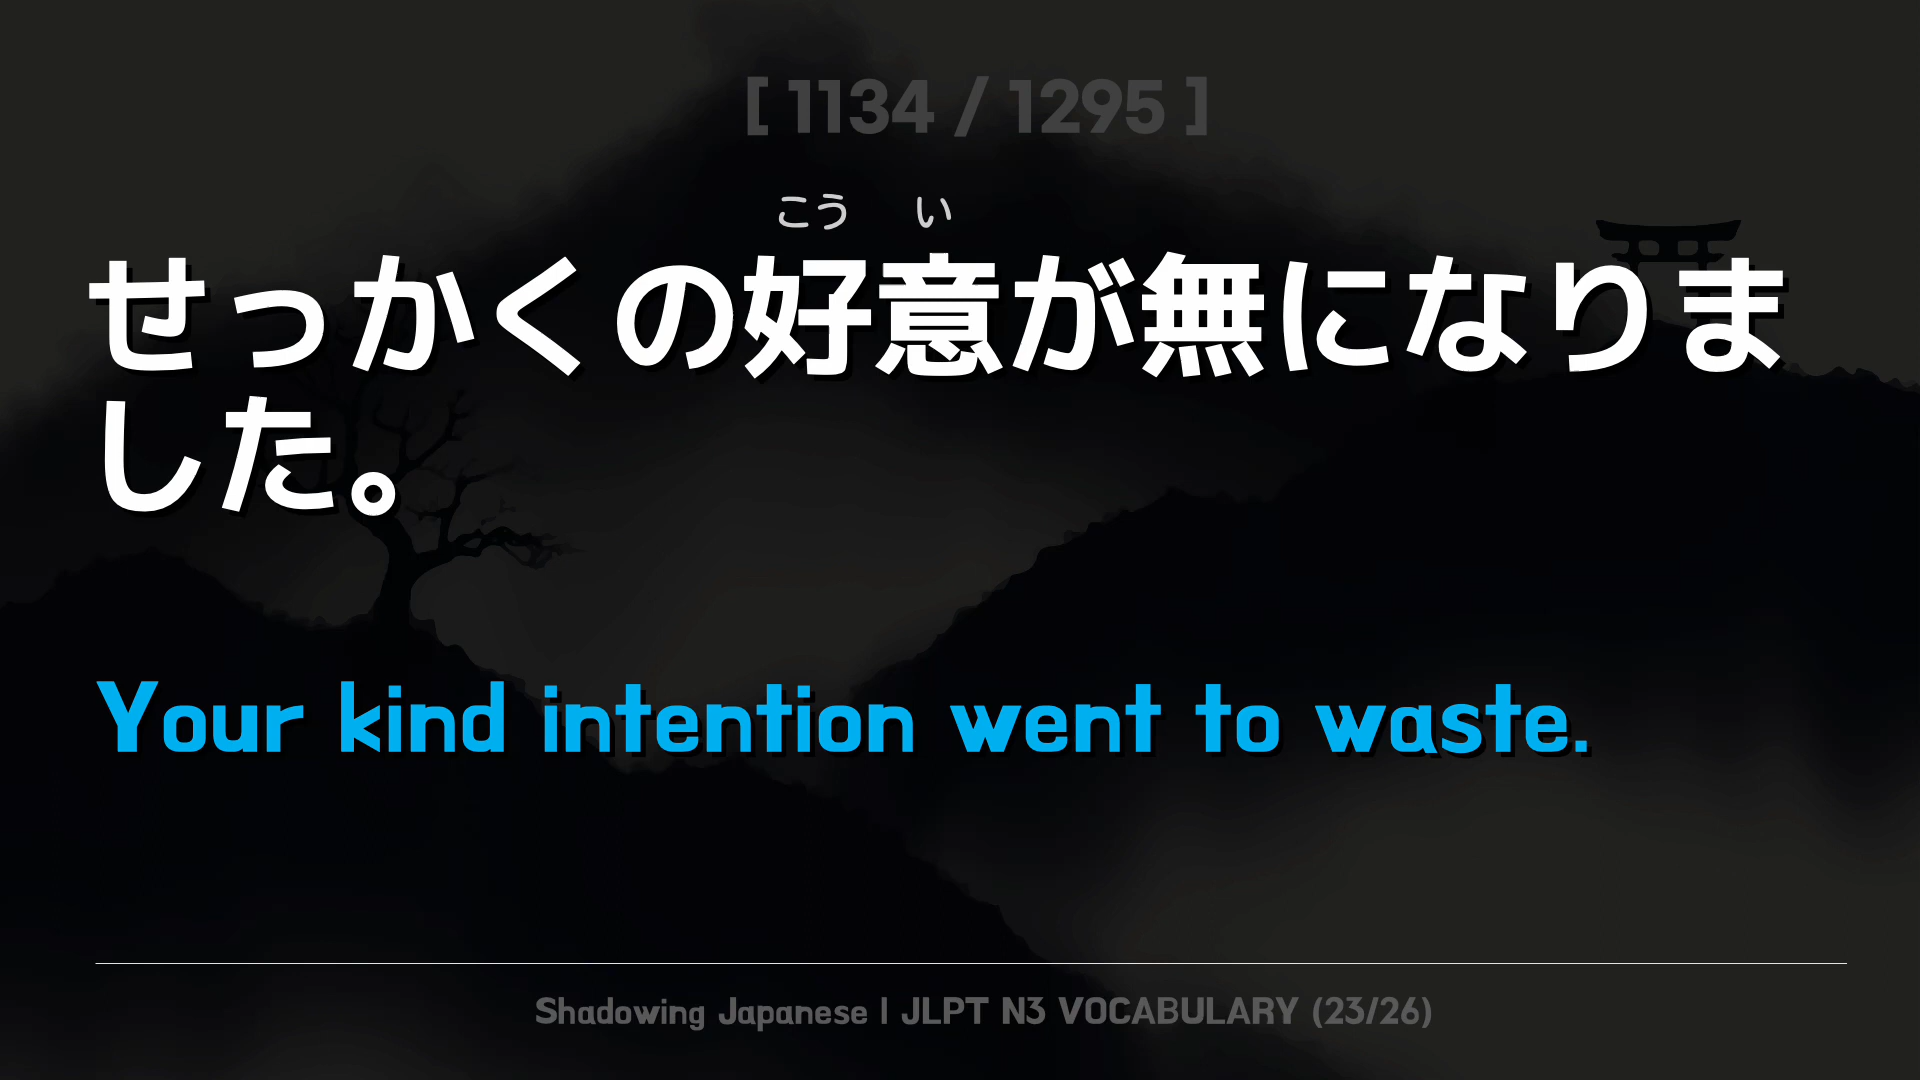 [ 1134 / 1295 ]
こう い
せっかくの好意が無になりま
した。
Your kind intention went to waste.
Shadowing Japanese | JLPT N3 VOCABULARY (23/26)